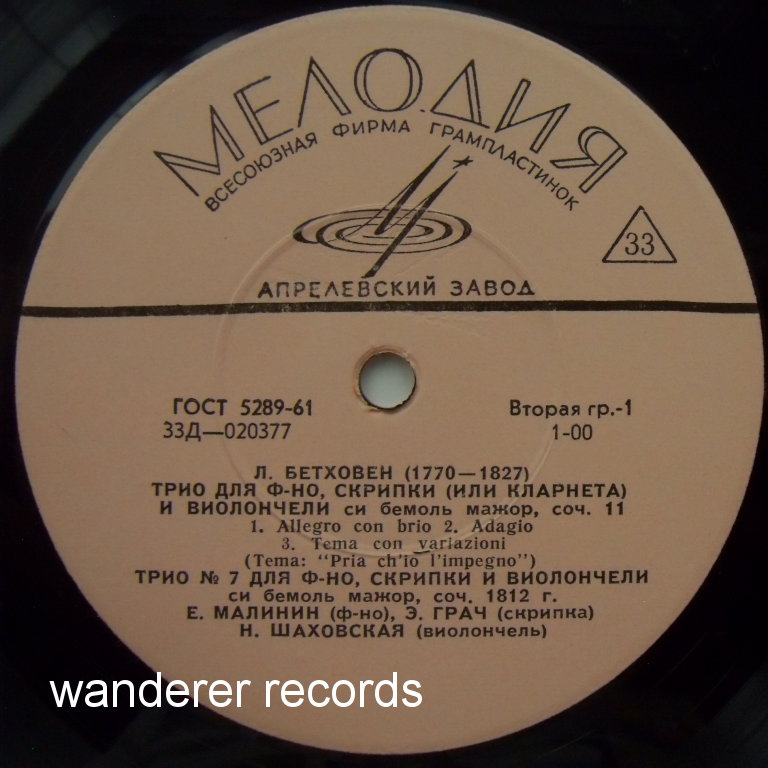 МЕЛОДИЯ
ВСЕСОЮЗНАЯ ФИРМА ГРАМПЛАСТИНОК
33
АПРЕЛЕВСКИЙ ЗАВОД
ГОСТ 5289-61
Вторая гр.-1
33Д—020377
1-00
Л. БЕТХОВЕН (1770—1827)
ТРИО ДЛЯ Ф-НО, СКРИПКИ (ИЛИ КЛАРНЕТА)
И ВИОЛОНЧЕЛИ си бемоль мажор, соч. 11
1. Allegro con brio 2. Adagio
3. Tema con variazioni
(Tema: “Pria ch’io l’impegno”)
ТРИО № 7 ДЛЯ Ф-НО, СКРИПКИ И ВИОЛОНЧЕЛИ
си бемоль мажор, соч. 1812 г.
Е. МАЛИНИН (ф-но), Э. ГРАЧ (скрипка)
Н. ШАХОВСКАЯ (виолончель)
wanderer records